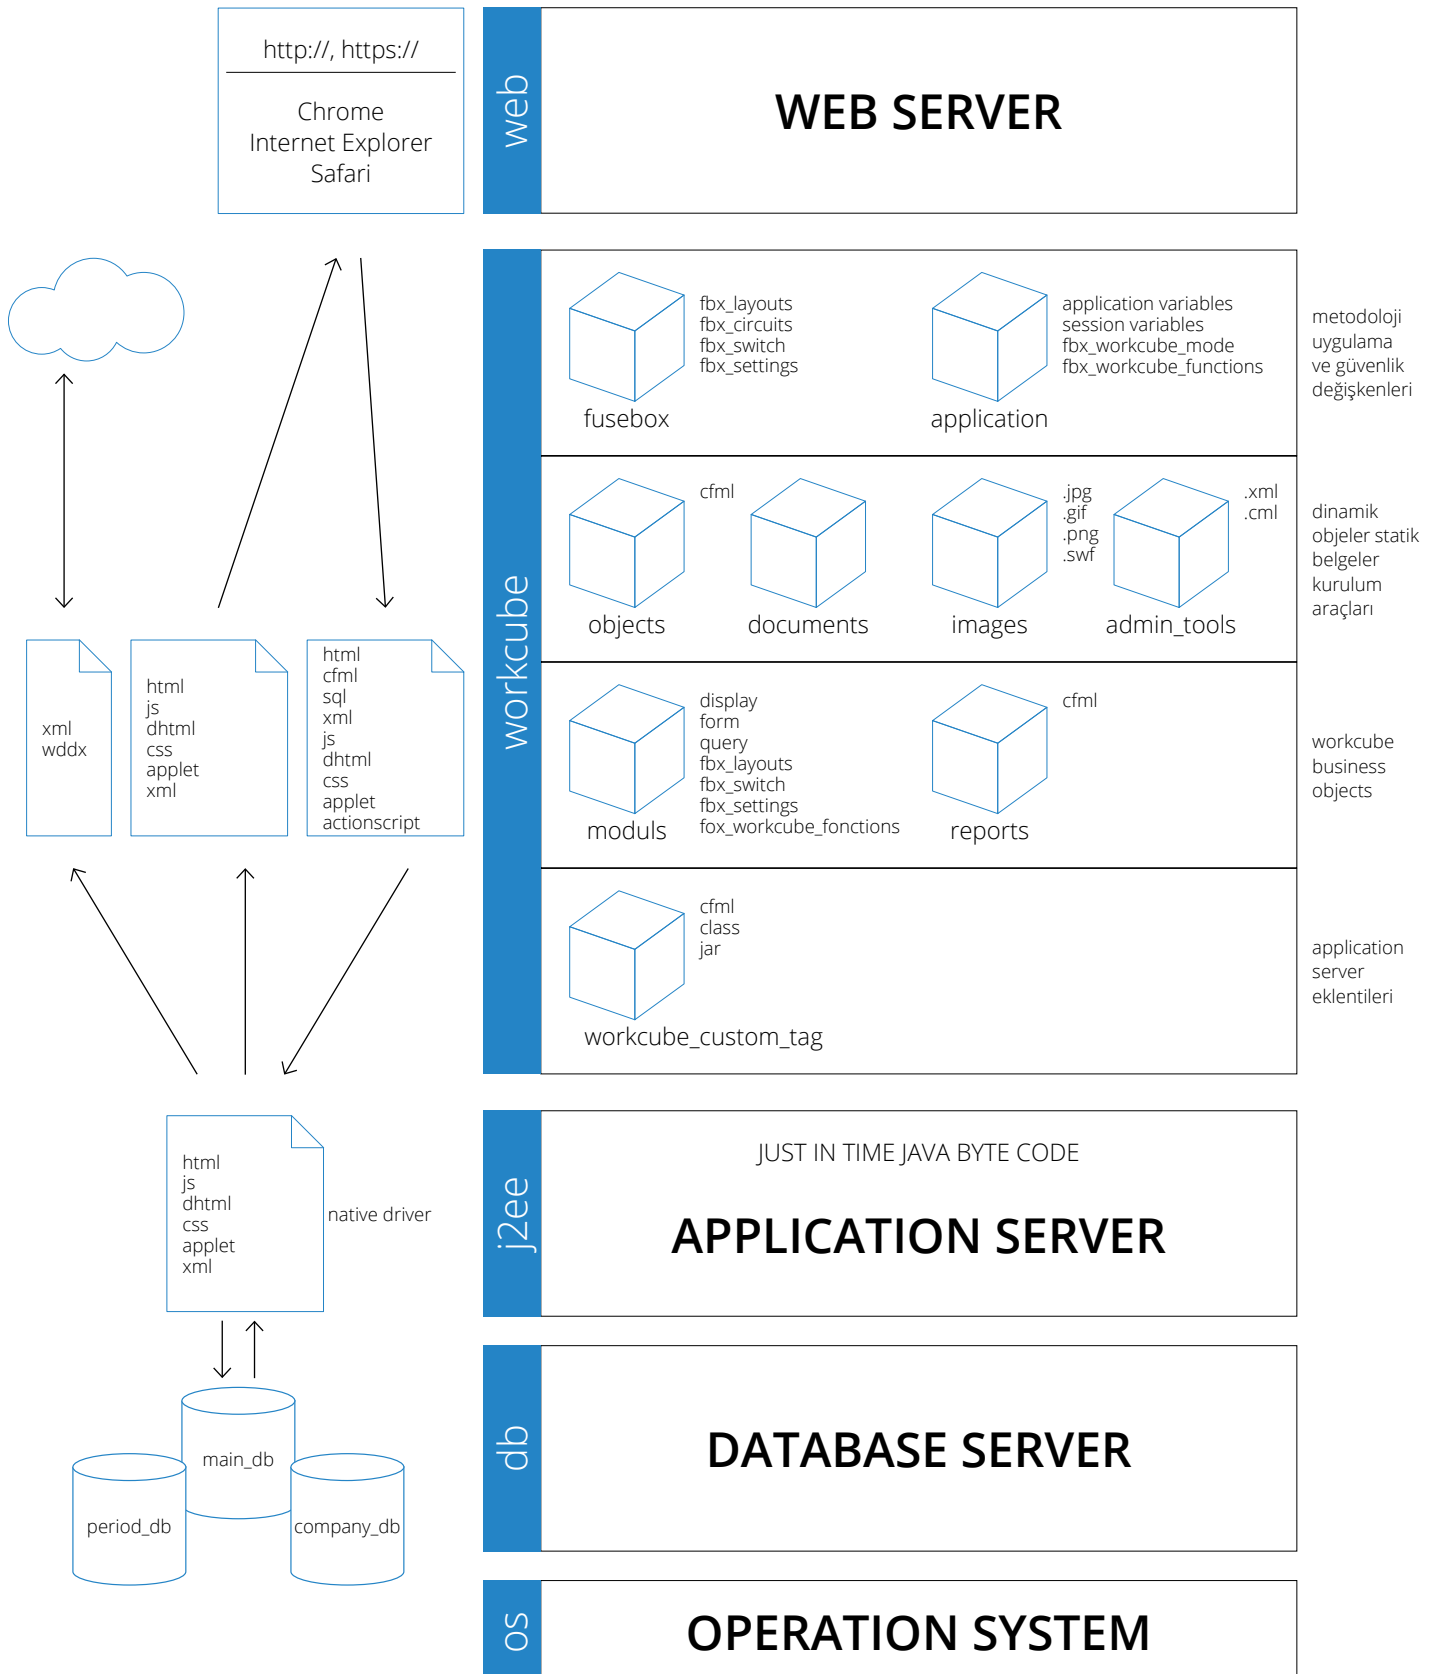 http://, https://
Chrome
Internet Explorer
Safari
web
WEB SERVER
workcube
fbx_layouts
fbx_circuits
fbx_switch
fbx_settings
fusebox
application variables
session variables
fbx_workcube_mode
fbx_workcube_functions
application
metodoloji
uygulama
ve güvenlik
değişkenleri
cfml
objects
documents
.jpg
.gif
.png
.swf
images
.xml
.cml
admin_tools
dinamik
objeler statik
belgeler
kurulum
araçları
display
form
query
fbx_layouts
fbx_switch
fbx_settings
fox_workcube_fonctions
moduls
cfml
reports
workcube
business
objects
cfml
class
jar
workcube_custom_tag
application
server
eklentileri
xml
wddx
html
js
dhtml
css
applet
xml
html
cfml
sql
xml
js
dhtml
css
applet
actionscript
html
js
dhtml
css
applet
xml
native driver
j2ee
JUST IN TIME JAVA BYTE CODE
APPLICATION SERVER
main_db
period_db
company_db
db
DATABASE SERVER
os
OPERATION SYSTEM